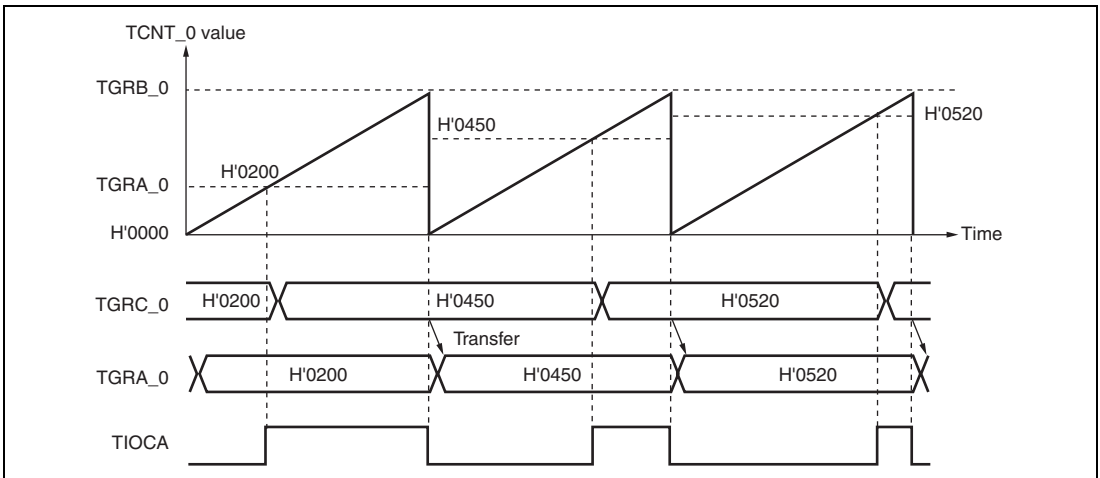 TCNT_0 value
TGRB_0
H'0520
H'0450
H'0200
TGRA_0
H'0000
Time
TGRC_0
H'0200
H'0450
H'0520
Transfer
TGRA_0
H'0200
H'0450
H'0520
TIOCA